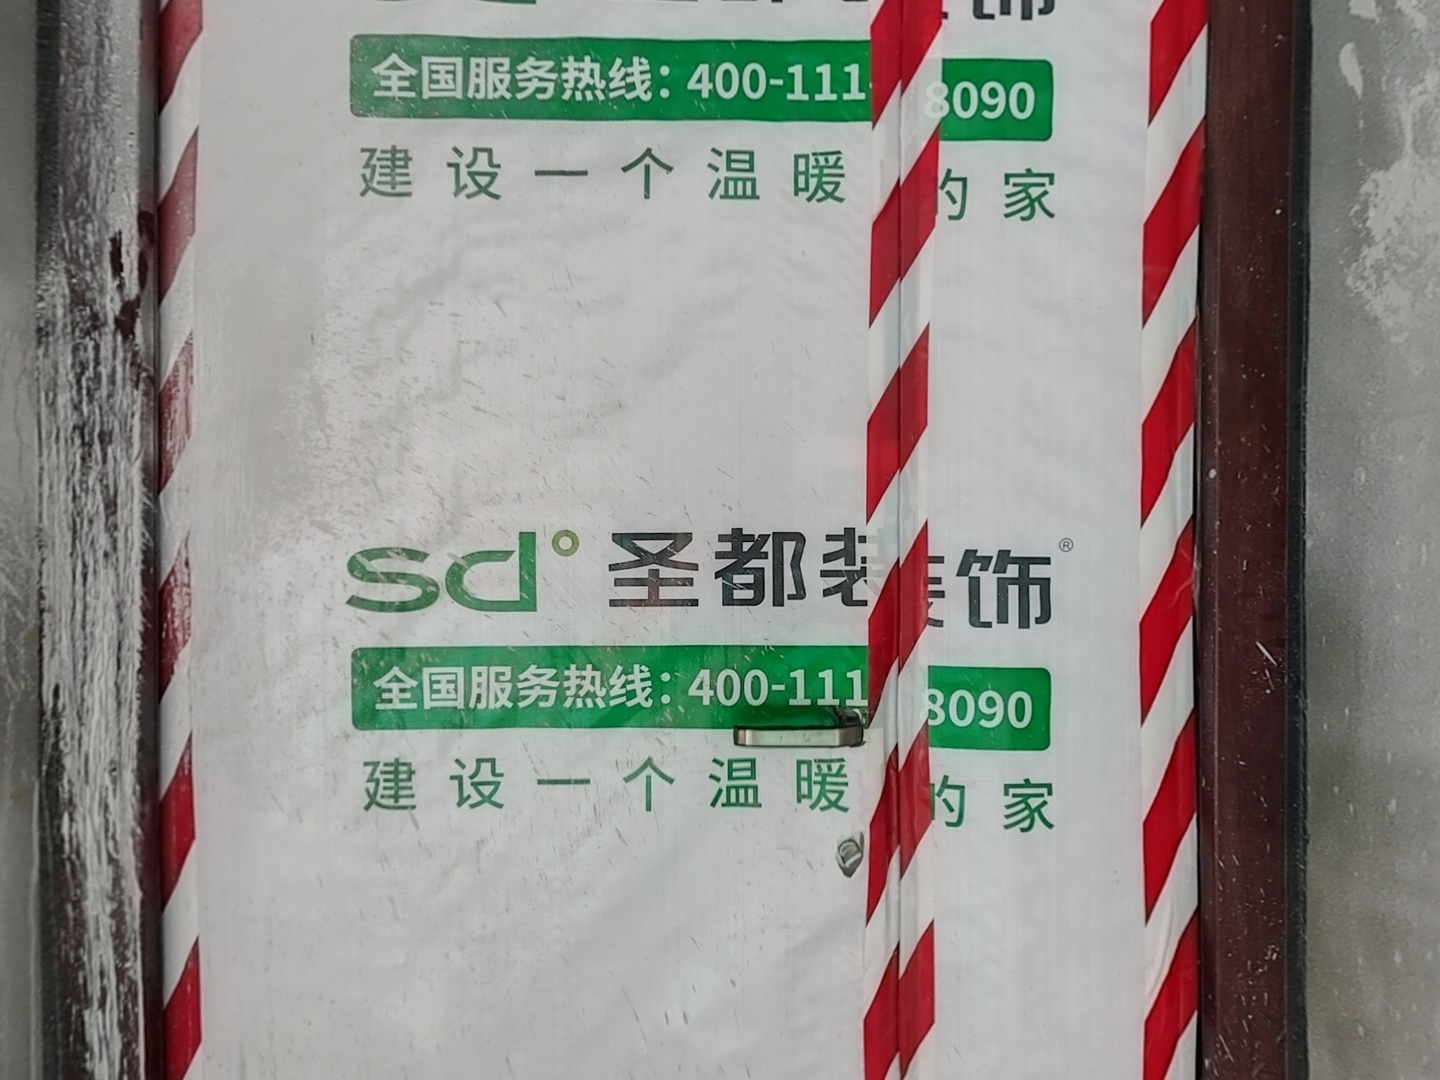 饰
全国服务热线：400-111-8090
建设一个温暖的家
sd° 圣都装饰®
全国服务热线：400-111 8090
建设一个温暖的家